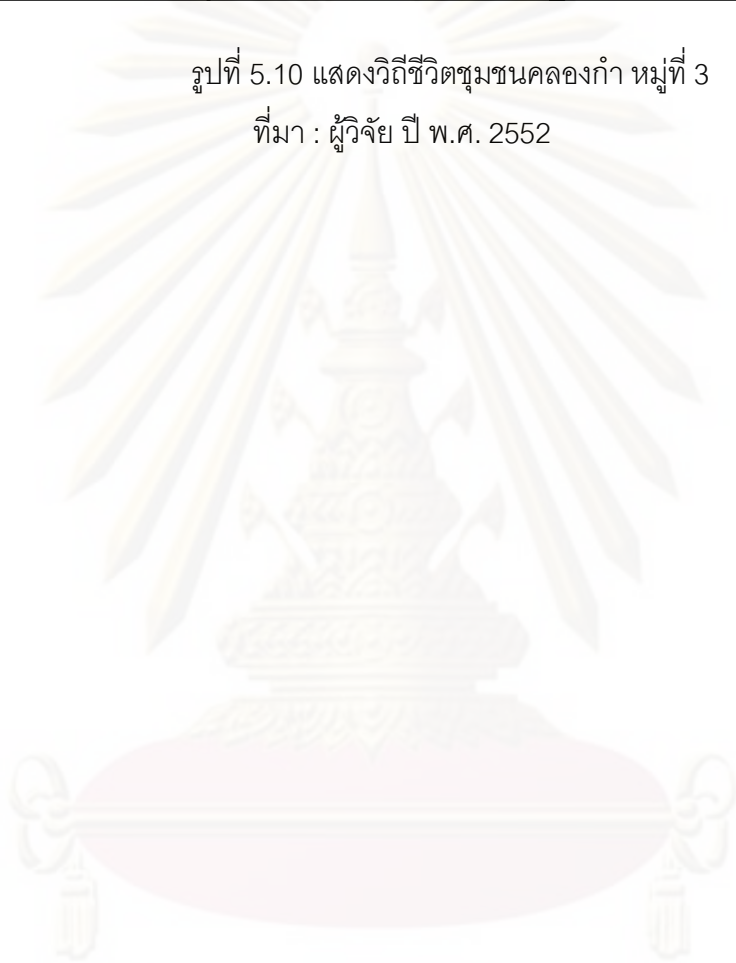 รูปที่ 5.10 แสดงวิถีชีวิตชุมชนคลองกำ หมู่ที่ 3
ที่มา : ผู้วิจัย ปี พ.ศ. 2552